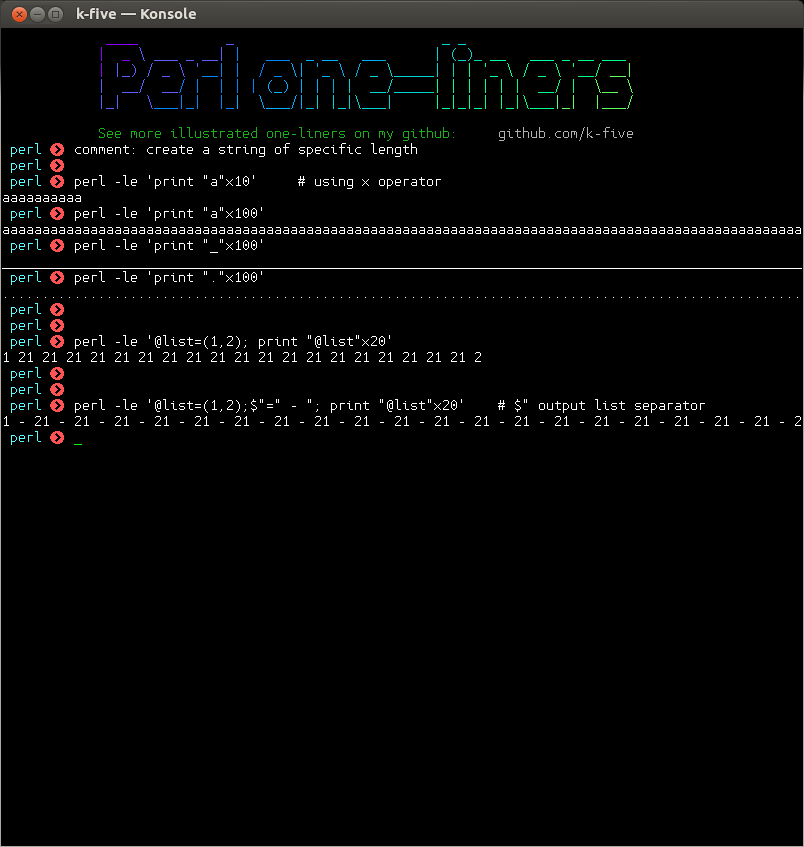 k-five — Konsole
Perl one-liners
See more illustrated one-liners on my github: github.com/k-five
perl ❯ comment: create a string of specific length
perl ❯
perl ❯ perl -le 'print "a"x10' # using x operator
aaaaaaaaaa
perl ❯ perl -le 'print "a"x100'
aaaaaaaaaaaaaaaaaaaaaaaaaaaaaaaaaaaaaaaaaaaaaaaaaaaaaaaaaaaaaaaaaaaaaaaaaaaaaaaaaaaaaaaaaaaaaaaaaaaa
perl ❯ perl -le 'print "_"x100'
____________________________________________________________________________________________________
perl ❯ perl -le 'print "."x100'
....................................................................................................
perl ❯
perl ❯
perl ❯ perl -le '@list=(1,2); print "@list"x20'
1 21 21 21 21 21 21 21 21 21 21 21 21 21 21 21 21 21 21 21 2
perl ❯
perl ❯
perl ❯ perl -le '@list=(1,2);$"=" - "; print "@list"x20' # $" output list separator
1 - 21 - 21 - 21 - 21 - 21 - 21 - 21 - 21 - 21 - 21 - 21 - 21 - 21 - 21 - 21 - 21 - 21 - 21 - 21 - 2
perl ❯ _